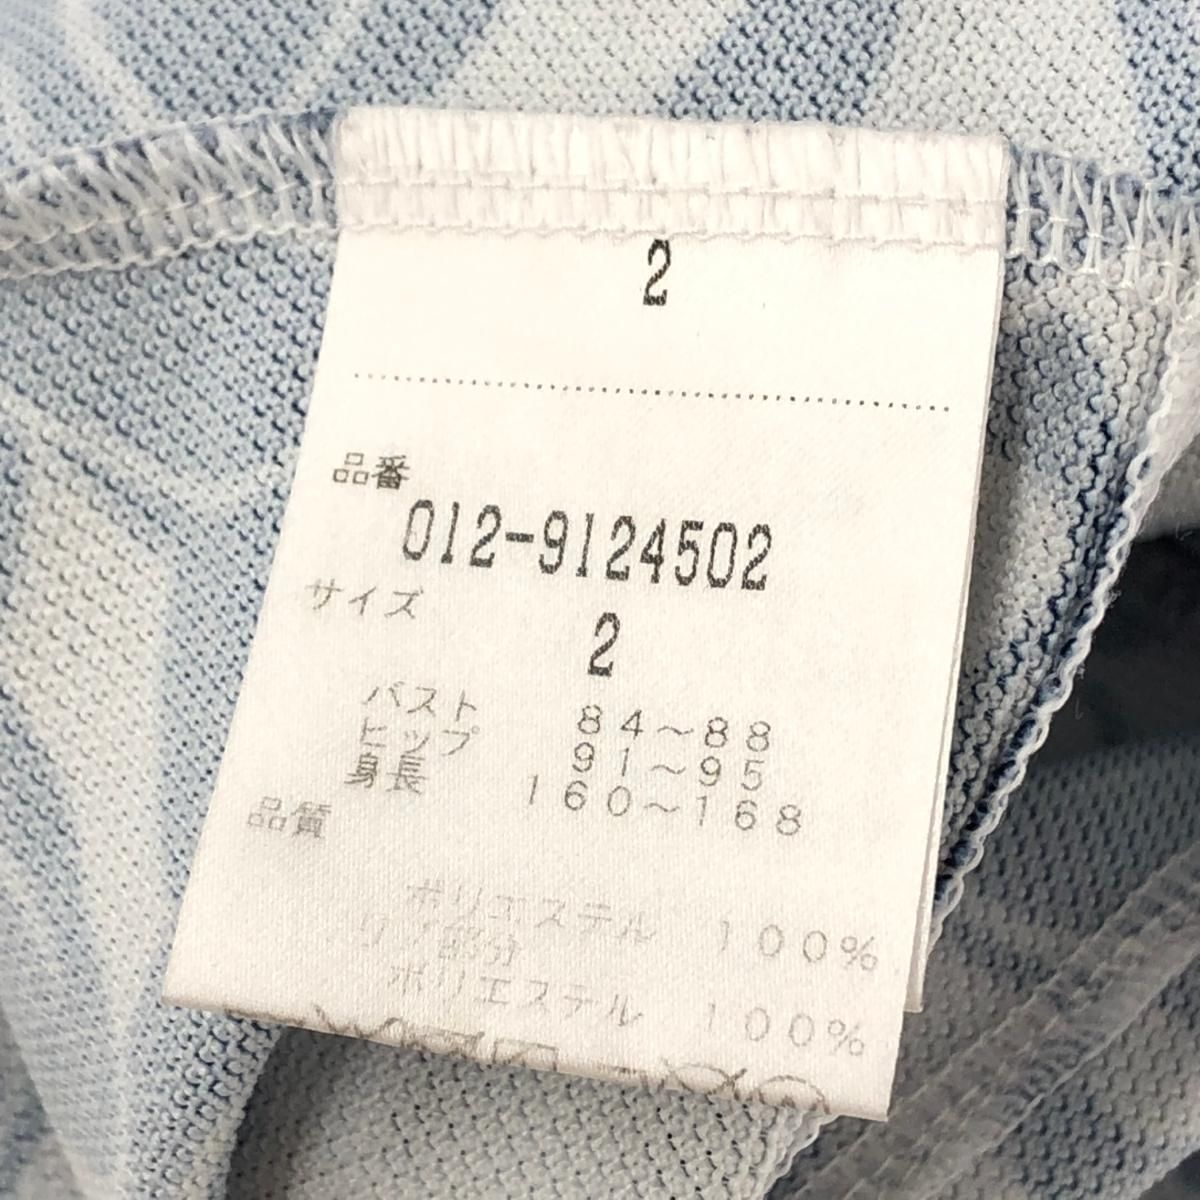 2
品番
012-9124502
サイズ
2
バスト 84~88
ヒップ 91~95
身長 160~168
品質
ポリエステル 100%
リブ部分
ポリエステル 100%